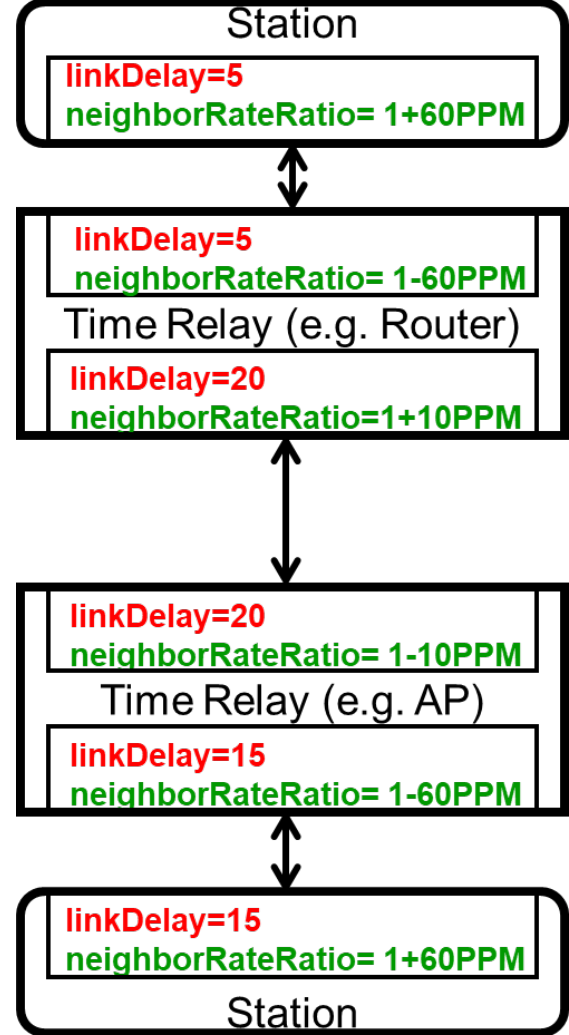 Station
linkDelay=5
neighborRateRatio= 1+60PPM
linkDelay=5
neighborRateRatio= 1-60PPM
Time Relay (e.g. Router)
linkDelay=20
neighborRateRatio=1+10PPM
linkDelay=20
neighborRateRatio= 1-10PPM
Time Relay (e.g. AP)
linkDelay=15
neighborRateRatio= 1-60PPM
linkDelay=15
neighborRateRatio= 1+60PPM
Station